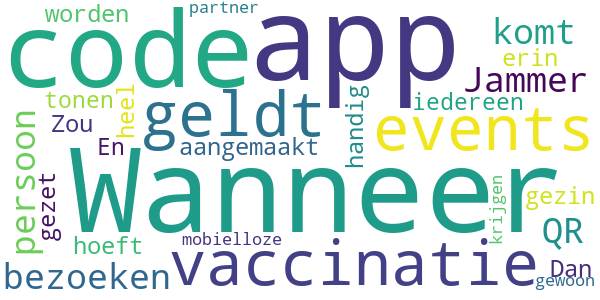 partner
worden
code
app
komt
Jammer
erin
tonen
heel
geldt
handig
iedereen
Zou
En
aangemaakt
events
persoon
gezet
Wanneer
krijgen
gezin
QR
hoeft
mobielloze
vaccinatie
Dan
bezoeken
gewoon